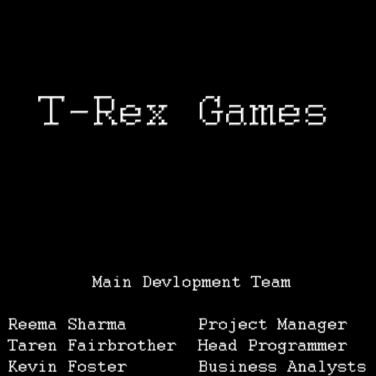 T-Rex Games
Main Devlopment Team
Reema Sharma Project Manager
Taren Fairbrother Head Programmer
Kevin Foster Business Analysts